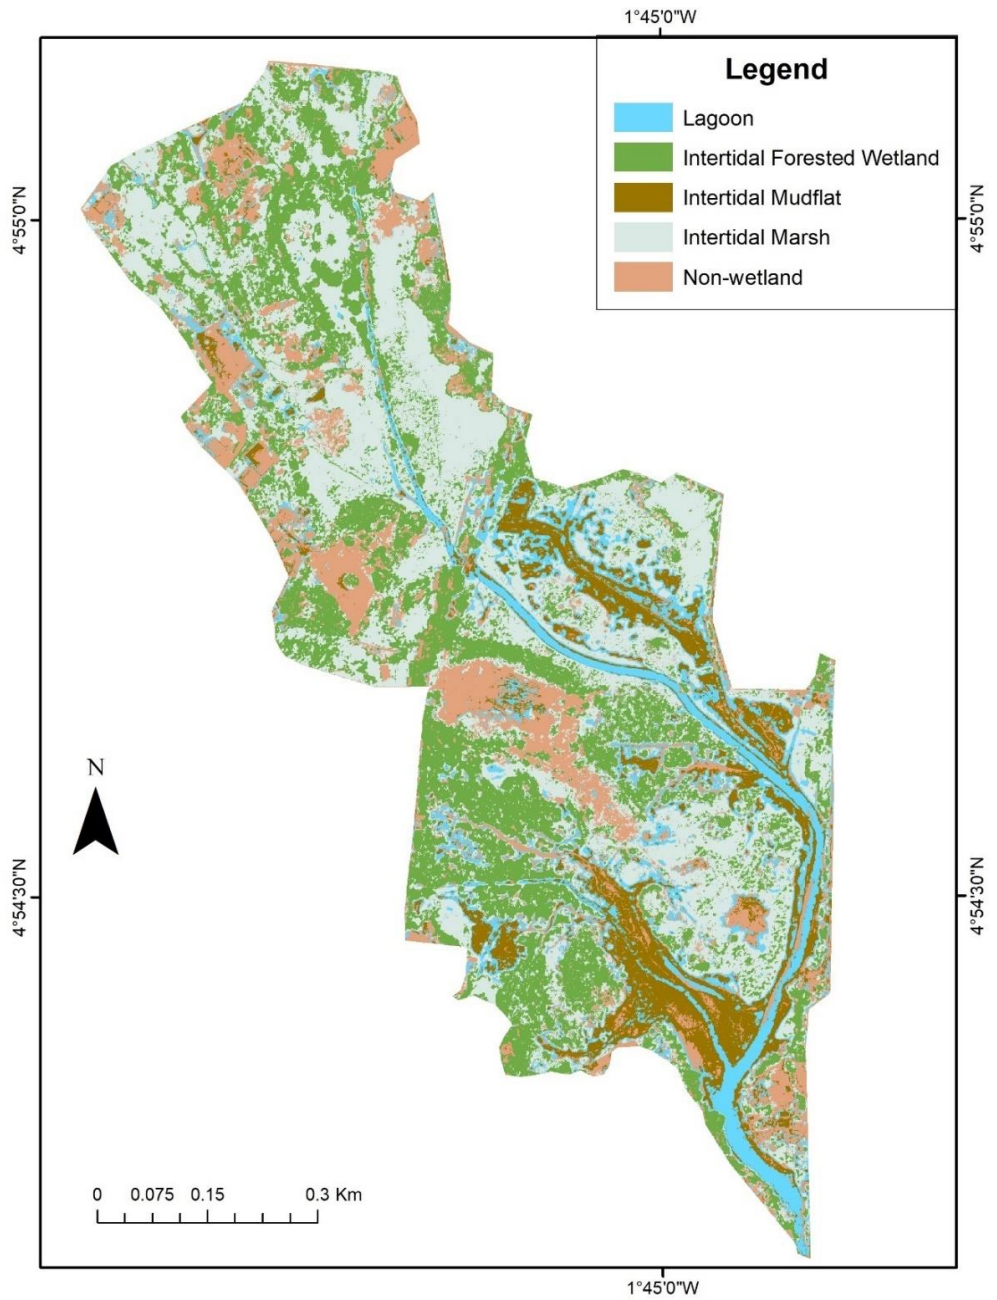 1°45'0"W
Legend
Lagoon
Intertidal Forested Wetland
Intertidal Mudflat
Intertidal Marsh
Non-wetland
4°55'0"N
4°55'0"N
N
4°54'30"N
4°54'30"N
0 0.075 0.15 0.3 Km
1°45'0"W